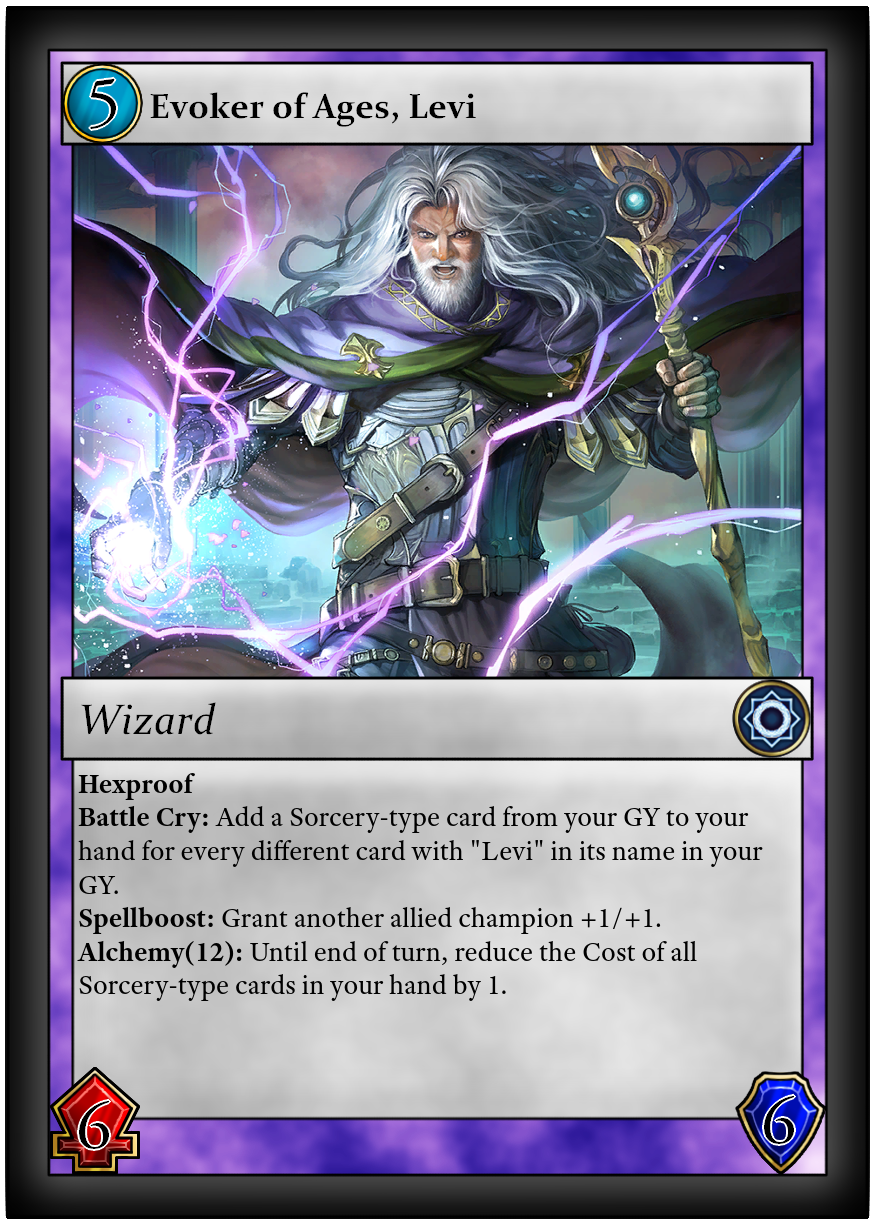 5
Evoker of Ages, Levi
Wizard
Hexproof
Battle Cry: Add a Sorcery-type card from your GY to your
hand for every different card with "Levi" in its name in your
GY.
Spellboost: Grant another allied champion +1/+1.
Alchemy(12): Until end of turn, reduce the Cost of all
Sorcery-type cards in your hand by 1.
6
6